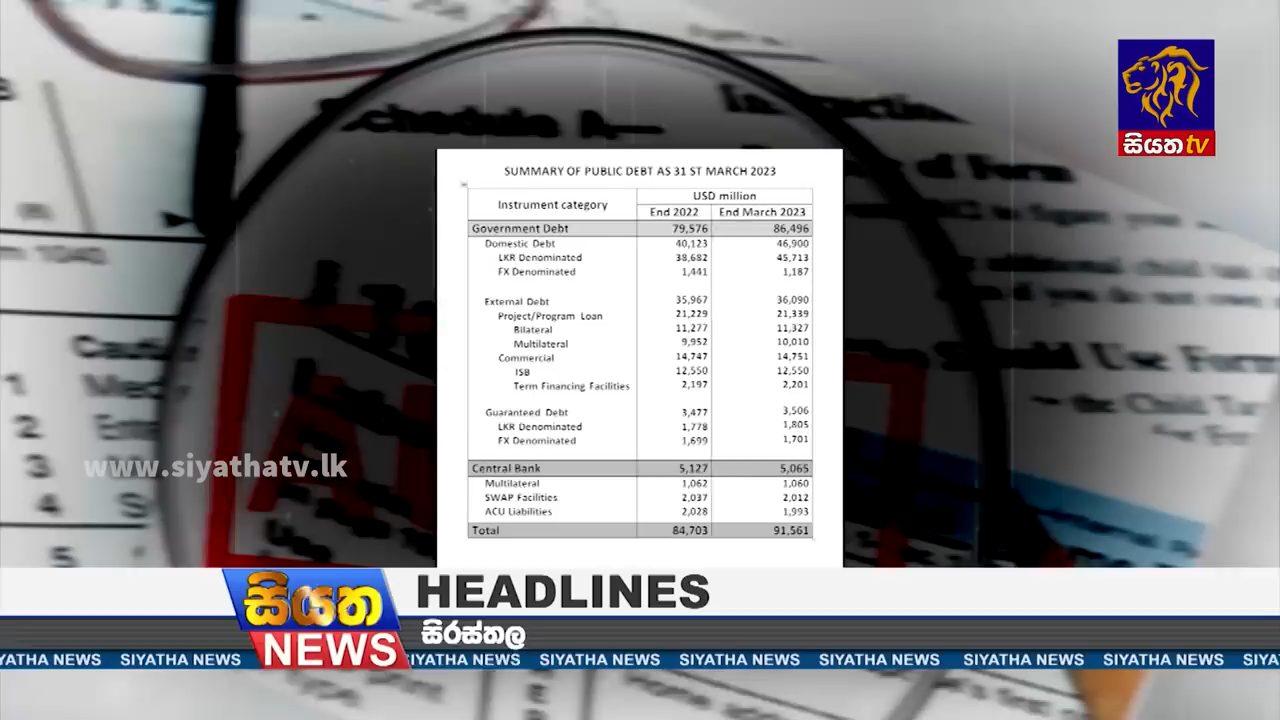 සියත tv
SUMMARY OF PUBLIC DEBT AS 31 ST MARCH 2023
Instrument category USD million
End 2022 End March 2023
Government Debt 79,576 86,496
Domestic Debt 40,123 46,900
LKR Denominated 38,682 45,713
FX Denominated 1,441 1,187
External Debt 35,967 36,090
Project/Program Loan 21,229 21,339
Bilateral 11,277 11,327
Multilateral 9,952 10,010
Commercial 14,747 14,751
ISB 12,550 12,550
Term Financing Facilities 2,197 2,201
Guaranteed Debt 3,477 3,506
LKR Denominated 1,778 1,805
FX Denominated 1,699 1,701
Central Bank 5,127 5,065
Multilateral 1,062 1,060
SWAP Facilities 2,037 2,012
ACU Liabilities 2,028 1,993
Total 84,703 91,561
www.siyathatv.lk
සියත
NEWS
HEADLINES
සිරස්තල
SIYATHA NEWS SIYATHA NEWS SIYATHA NEWS SIYATHA NEWS SIYATHA NEWS SIYATHA NEWS SIYATHA NEWS